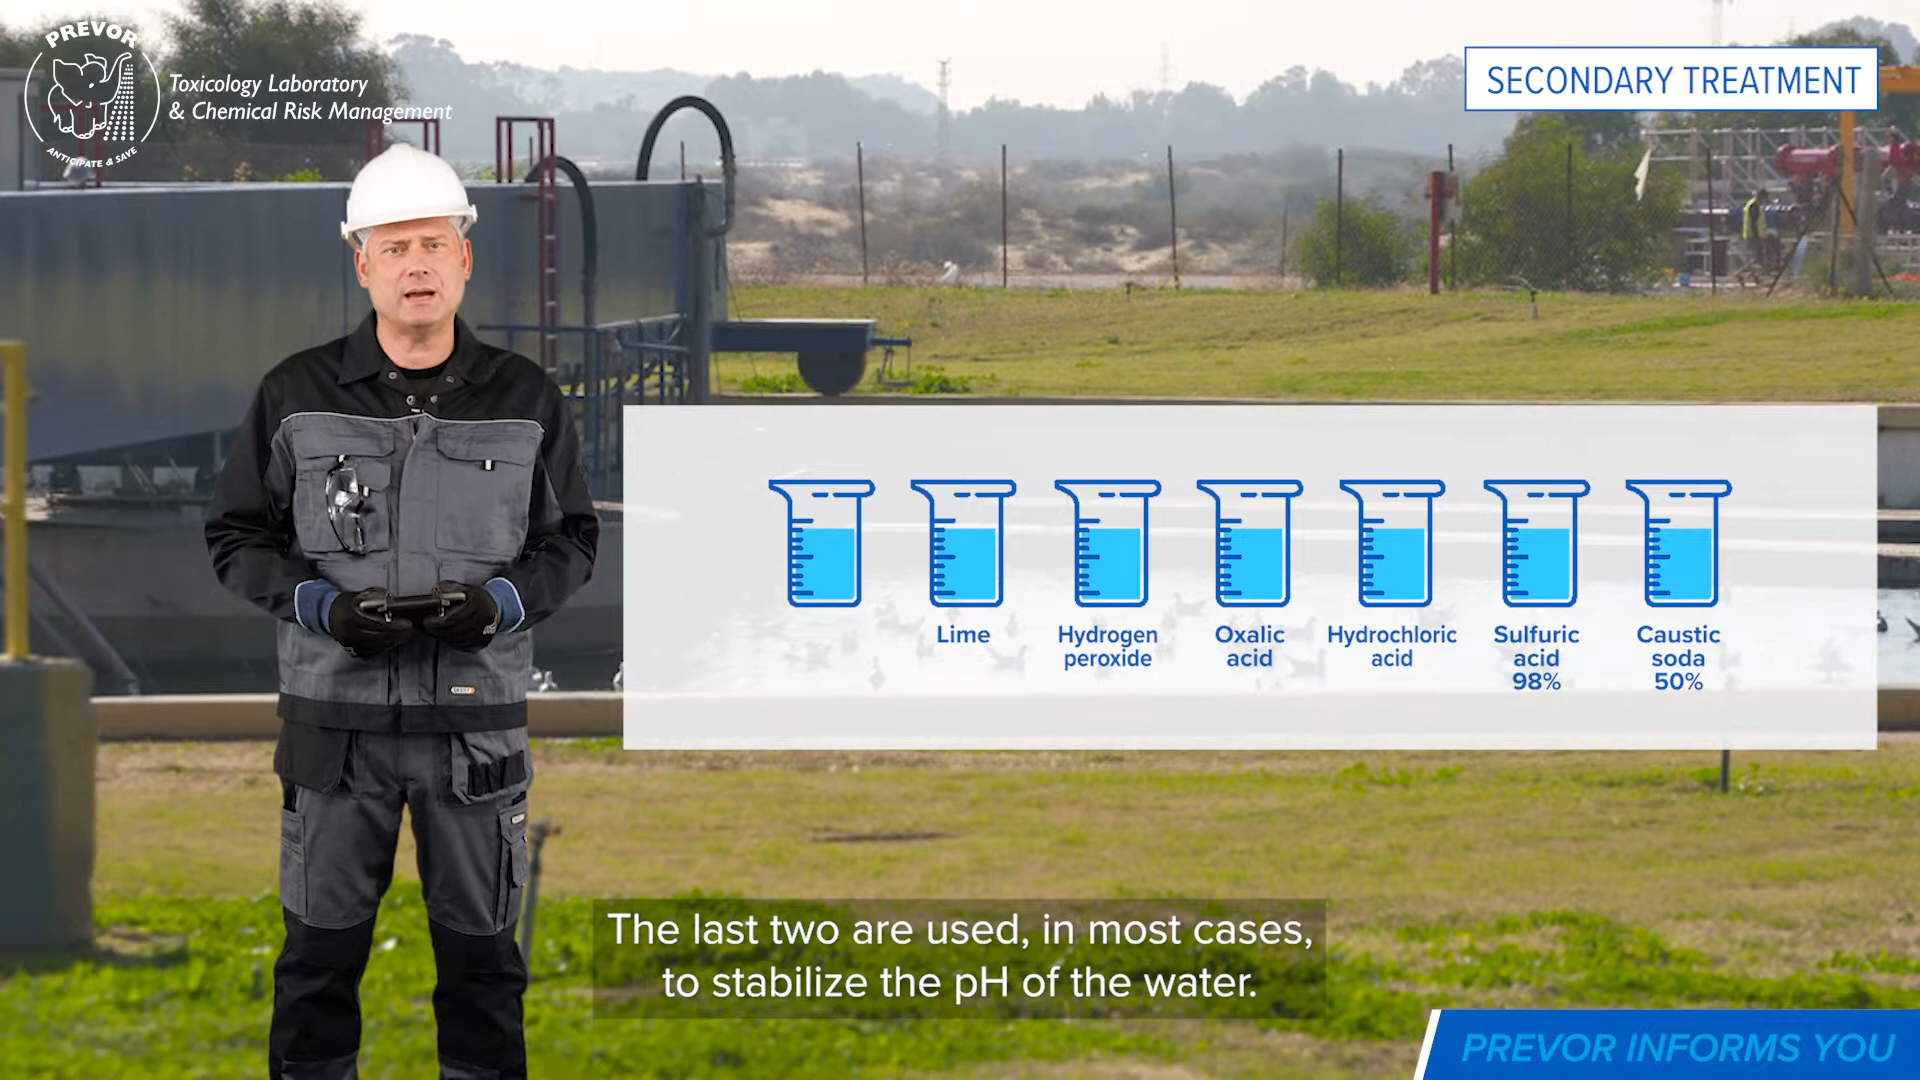 PREVOR
Toxicology Laboratory
& Chemical Risk Management
ANTICIPATE & SAVE
SECONDARY TREATMENT
Lime
Hydrogen
peroxide
Oxalic
acid
Hydrochloric
acid
Sulfuric
acid
98%
Caustic
soda
50%
The last two are used, in most cases,
to stabilize the pH of the water.
PREVOR INFORMS YOU